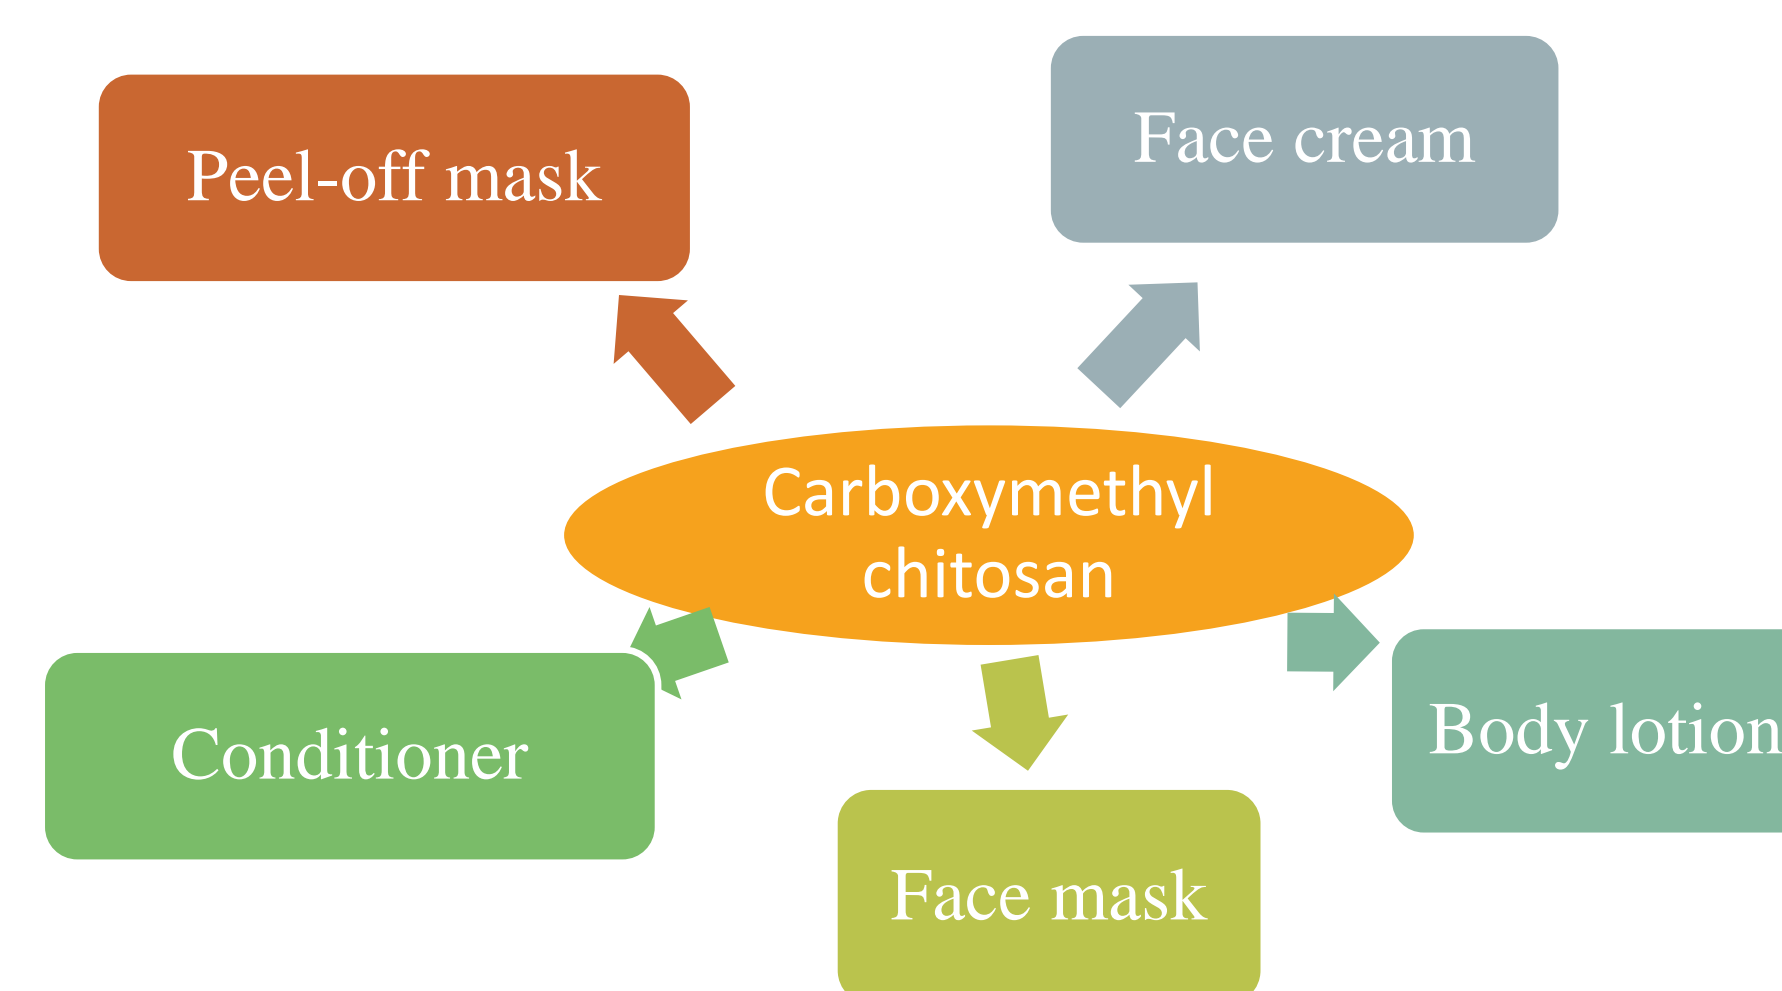 Face cream
Peel-off mask
Carboxymethyl
chitosan
Body lotion
Conditioner
Face mask